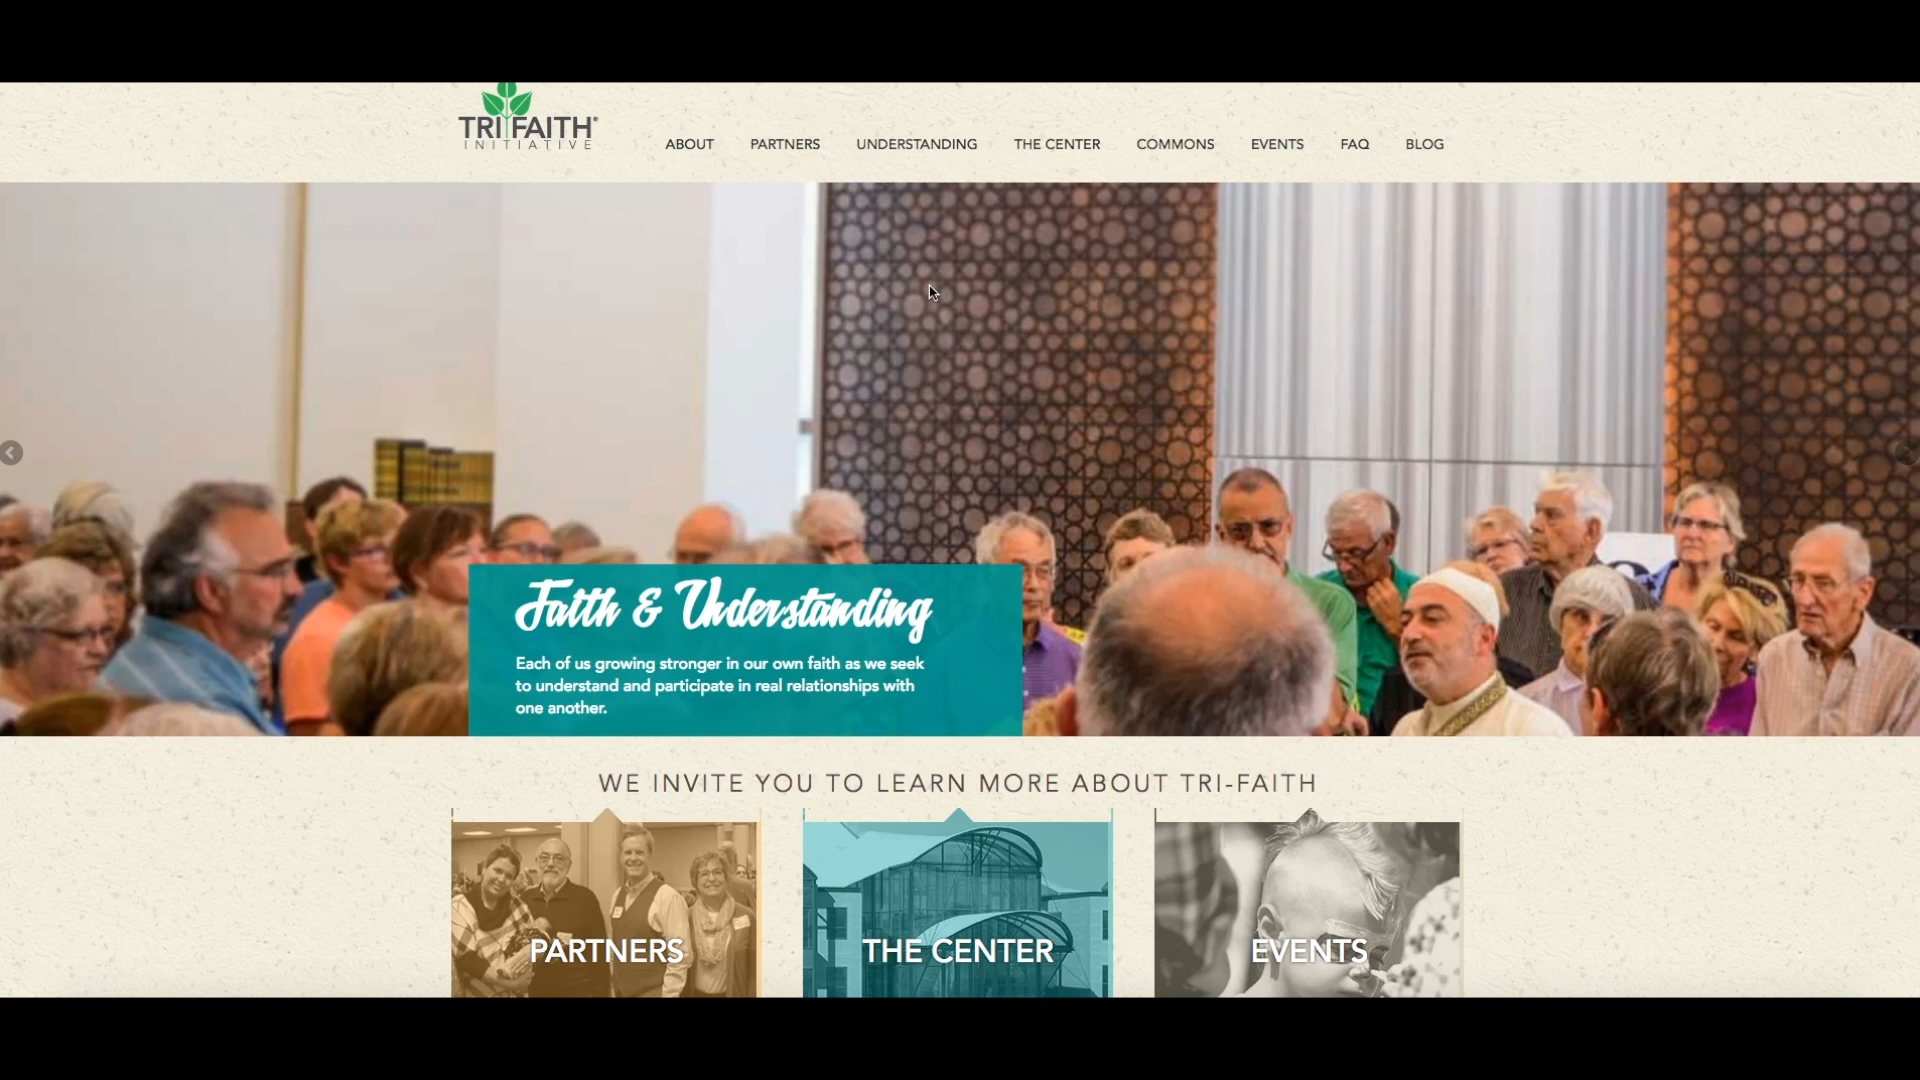 TRI FAITH®
INITIATIVE
ABOUT PARTNERS UNDERSTANDING THE CENTER COMMONS EVENTS FAQ BLOG
Faith & Understanding
Each of us growing stronger in our own faith as we seek
to understand and participate in real relationships with
one another.
WE INVITE YOU TO LEARN MORE ABOUT TRI-FAITH
PARTNERS THE CENTER EVENTS